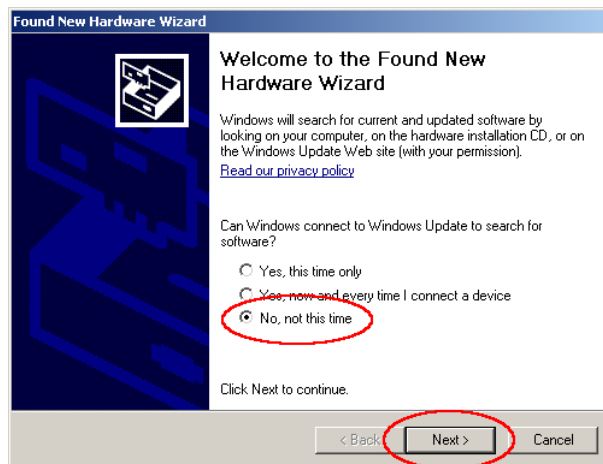 Found New Hardware Wizard
Welcome to the Found New
Hardware Wizard
Windows will search for current and updated software by
looking on your computer, on the hardware installation CD, or on
the Windows Update Web site (with your permission).
Read our privacy policy
Can Windows connect to Windows Update to search for
software?
Yes, this time only
Yes, now and every time I connect a device
No, not this time
Click Next to continue.
< Back
Next >
Cancel